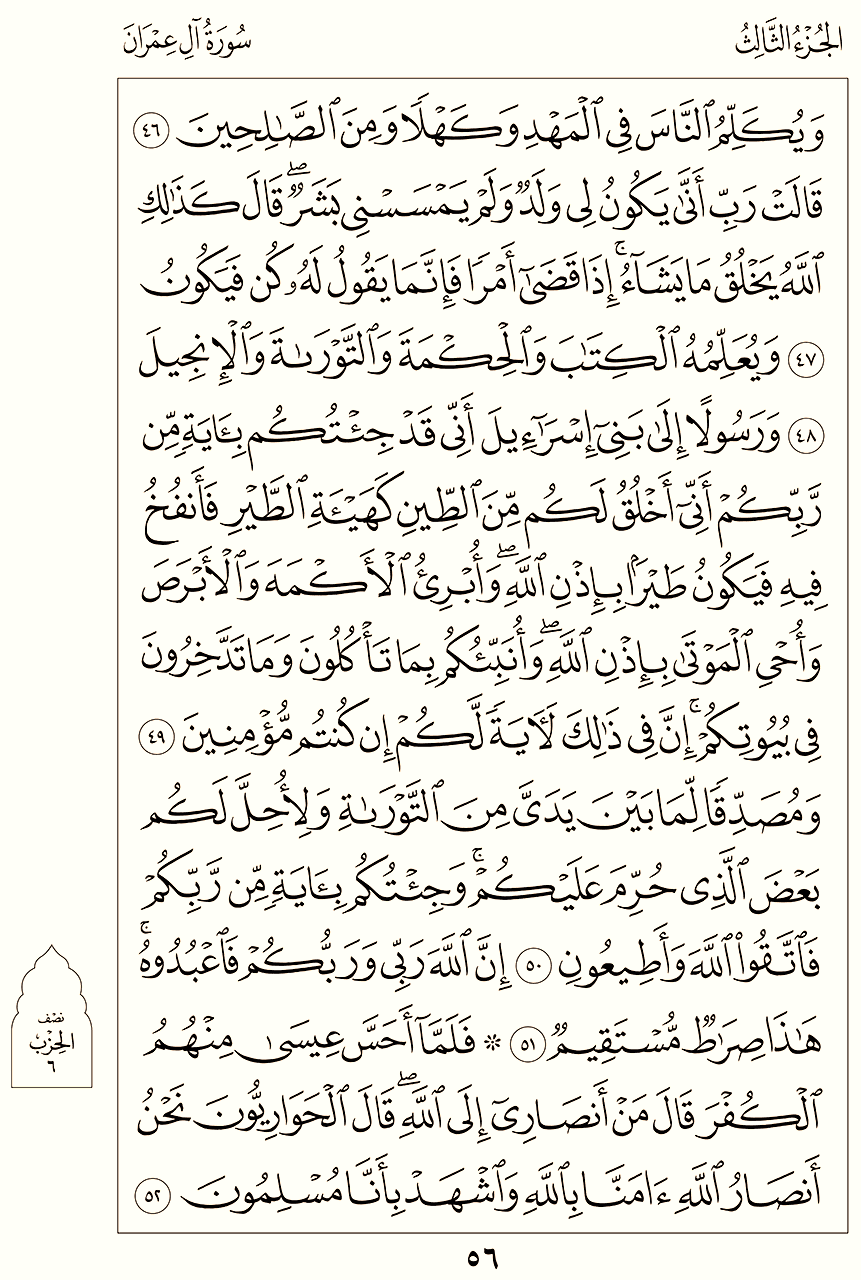 الجُزْءُ الثَّالِثُ
سُورَةُ آلِ عِمْرَانَ
وَيُكَلِّمُ ٱلنَّاسَ فِى ٱلْمَهْدِ وَكَهْلًا وَمِنَ ٱلصَّـٰلِحِينَ ٤٦
قَالَتْ رَبِّ أَنَّىٰ يَكُونُ لِى وَلَدٌ وَلَمْ يَمْسَسْنِى بَشَرٌ ۖ قَالَ كَذَٰلِكِ
ٱللَّهُ يَخْلُقُ مَا يَشَآءُ ۚ إِذَا قَضَىٰٓ أَمْرًا فَإِنَّمَا يَقُولُ لَهُۥ كُن فَيَكُونُ
٤٧ وَيُعَلِّمُهُ ٱلْكِتَـٰبَ وَٱلْحِكْمَةَ وَٱلتَّوْرَىٰةَ وَٱلْإِنجِيلَ
٤٨ وَرَسُولًا إِلَىٰ بَنِىٓ إِسْرَٰٓءِيلَ أَنِّى قَدْ جِئْتُكُم بِـَٔايَةٍ مِّن
رَّبِّكُمْ أَنِّىٓ أَخْلُقُ لَكُم مِّنَ ٱلطِّينِ كَهَيْـَٔةِ ٱلطَّيْرِ فَأَنفُخُ
فِيهِ فَيَكُونُ طَيْرًۢا بِإِذْنِ ٱللَّهِ ۖ وَأُبْرِئُ ٱلْأَكْمَهَ وَٱلْأَبْرَصَ
وَأُحْىِ ٱلْمَوْتَىٰ بِإِذْنِ ٱللَّهِ ۖ وَأُنَبِّئُكُم بِمَا تَأْكُلُونَ وَمَا تَدَّخِرُونَ
فِى بُيُوتِكُمْ ۚ إِنَّ فِى ذَٰلِكَ لَـَٔايَةً لَّكُمْ إِن كُنتُم مُّؤْمِنِينَ ٤٩
وَمُصَدِّقًا لِّمَا بَيْنَ يَدَىَّ مِنَ ٱلتَّوْرَىٰةِ وَلِأُحِلَّ لَكُم
بَعْضَ ٱلَّذِى حُرِّمَ عَلَيْكُمْ ۚ وَجِئْتُكُم بِـَٔايَةٍ مِّن رَّبِّكُمْ
فَٱتَّقُوا۟ ٱللَّهَ وَأَطِيعُونِ ٥٠ إِنَّ ٱللَّهَ رَبِّى وَرَبُّكُمْ فَٱعْبُدُوهُ ۚ
هَـٰذَا صِرَٰطٌ مُّسْتَقِيمٌ ٥١ ۞ فَلَمَّآ أَحَسَّ عِيسَىٰ مِنْهُمُ
ٱلْكُفْرَ قَالَ مَنْ أَنصَارِىٓ إِلَى ٱللَّهِ ۖ قَالَ ٱلْحَوَارِيُّونَ نَحْنُ
أَنصَارُ ٱللَّهِ ءَامَنَّا بِٱللَّهِ وَٱشْهَدْ بِأَنَّا مُسْلِمُونَ ٥٢
نصْف
الحِزْبُ
٦
٥٦